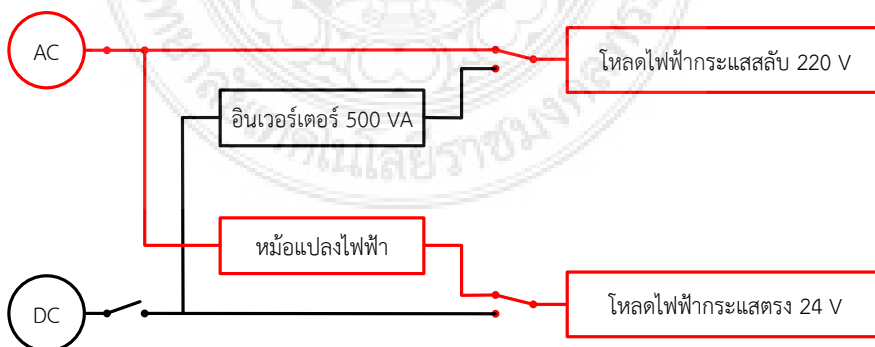 AC
โหลดไฟฟ้ากระแสสลับ 220 V
อินเวอร์เตอร์ 500 VA
หม้อแปลงไฟฟ้า
DC
โหลดไฟฟ้ากระแสตรง 24 V